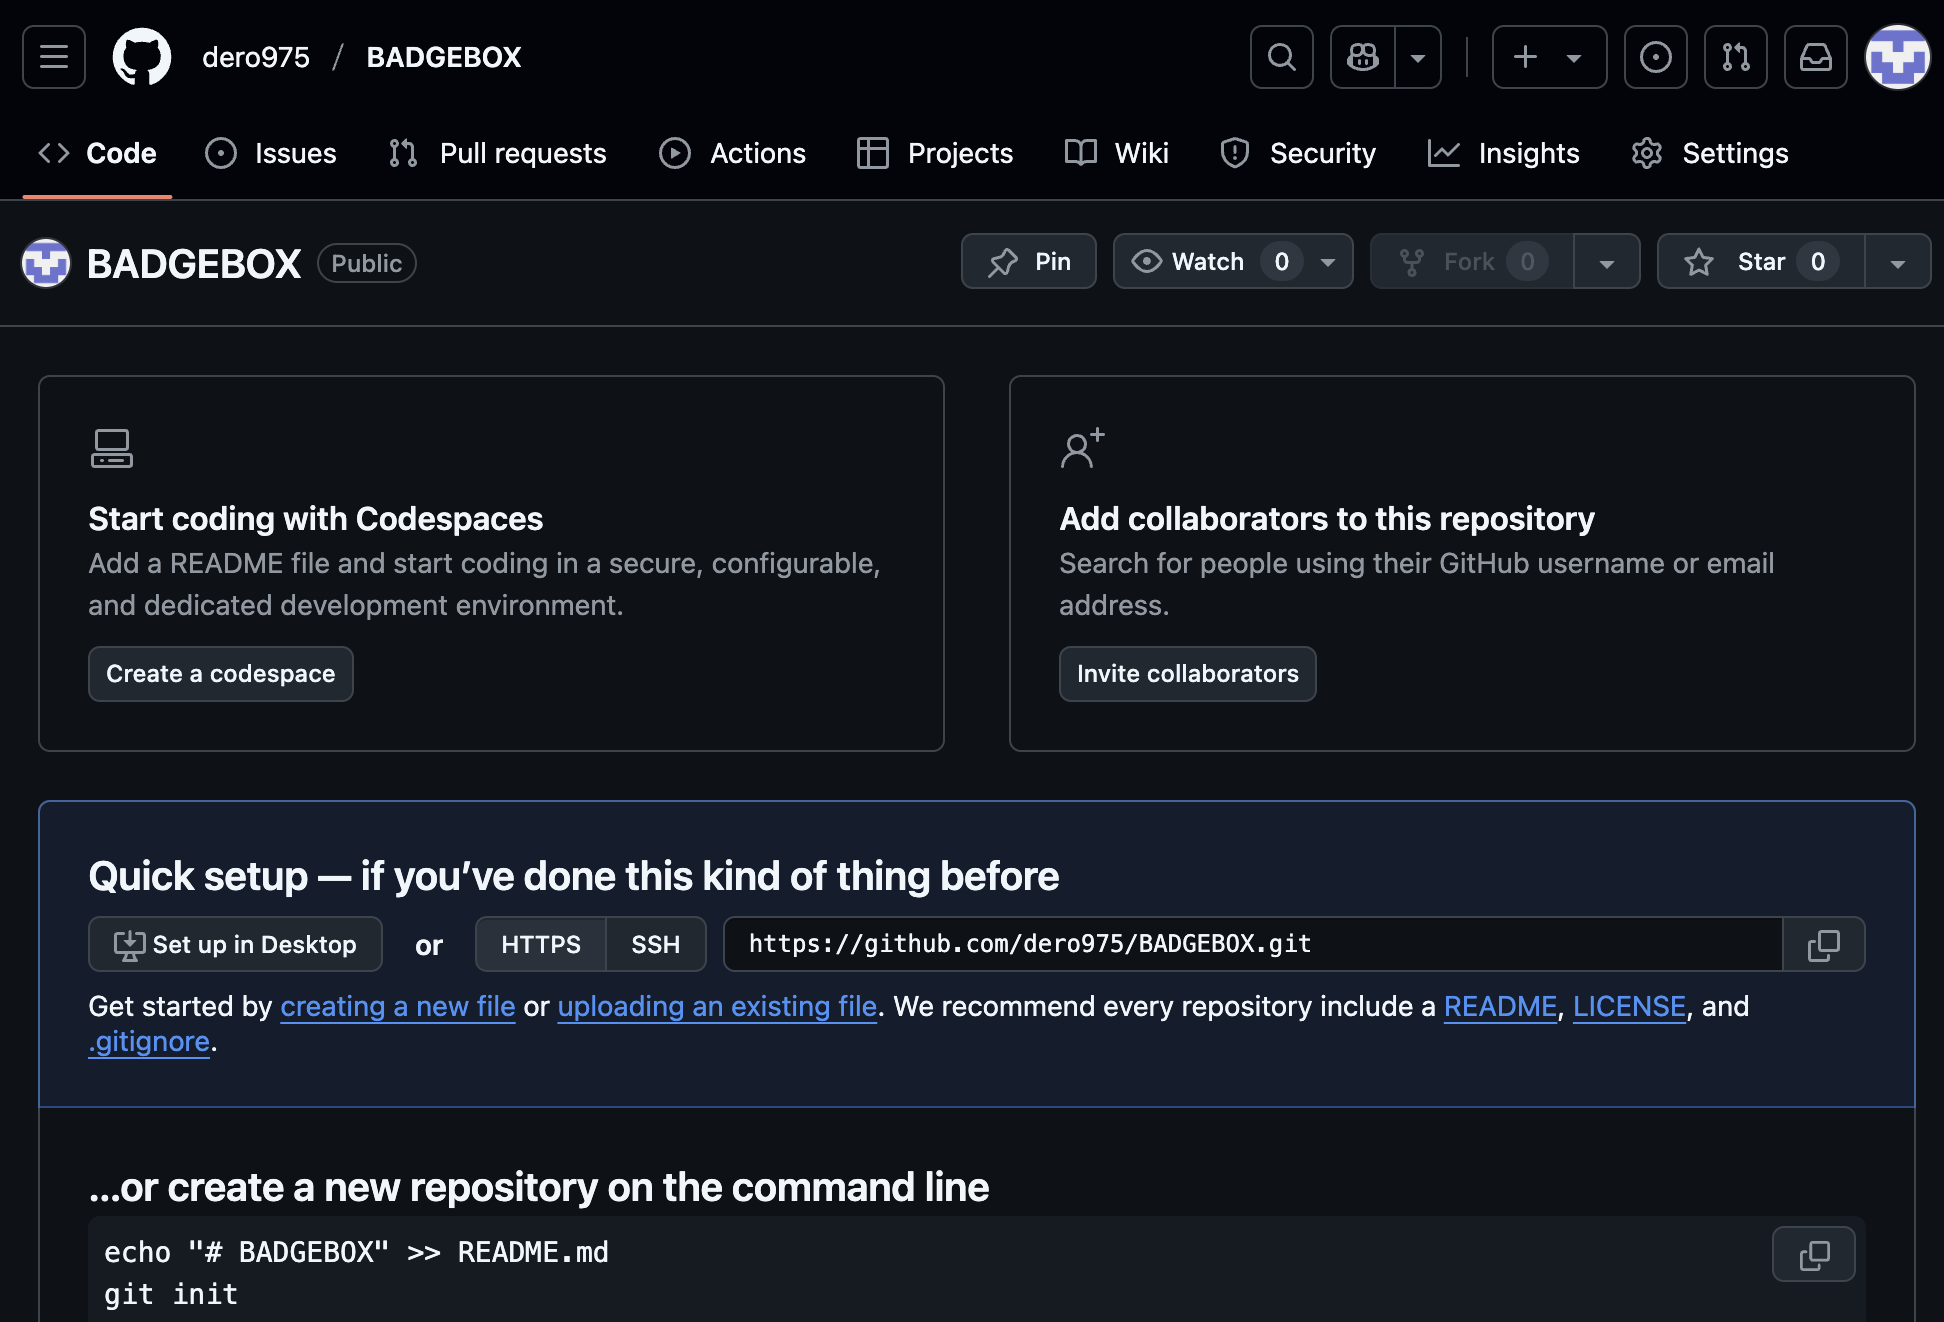 dero975 / BADGEBOX
Code Issues Pull requests Actions Projects Wiki Security Insights Settings
BADGEBOX Public Pin Watch 0 Fork 0 Star 0
Start coding with Codespaces
Add a README file and start coding in a secure, configurable,
and dedicated development environment.
Create a codespace
Add collaborators to this repository
Search for people using their GitHub username or email
address.
Invite collaborators
Quick setup — if you’ve done this kind of thing before
Set up in Desktop or HTTPS SSH https://github.com/dero975/BADGEBOX.git
Get started by creating a new file or uploading an existing file. We recommend every repository include a README, LICENSE, and
.gitignore.
…or create a new repository on the command line
echo "# BADGEBOX" >> README.md
git init